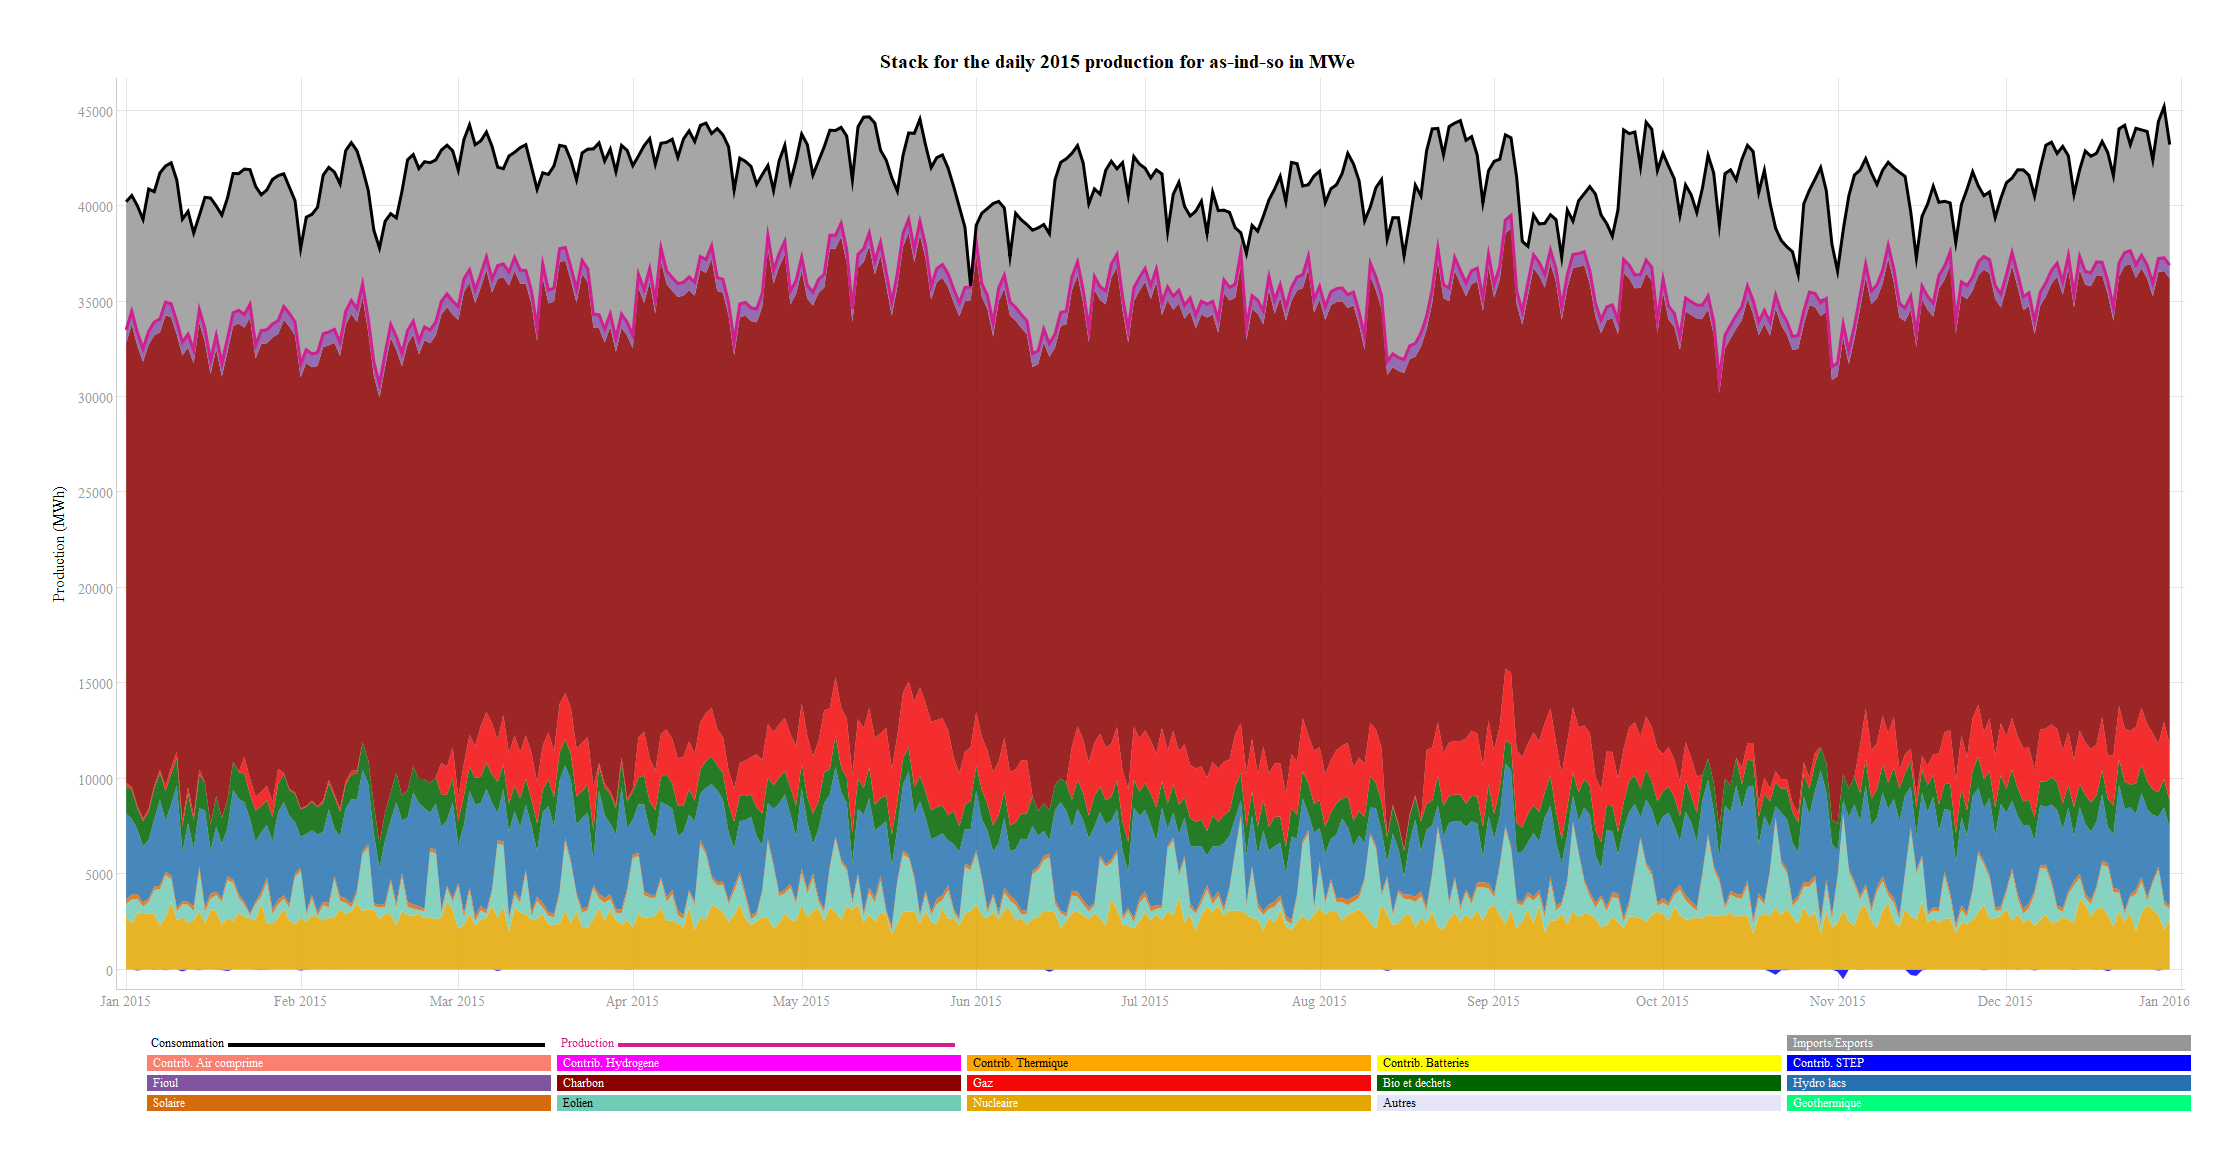 Stack for the daily 2015 production for as-ind-so in MWe
45000
40000
35000
30000
25000
20000
15000
10000
5000
0
Production (MWh)
Jan 2015 Feb 2015 Mar 2015 Apr 2015 May 2015 Jun 2015 Jul 2015 Aug 2015 Sep 2015 Oct 2015 Nov 2015 Dec 2015 Jan 2016
Consommation Production Imports/Exports
Contrib. Air comprime Contrib. Hydrogene Contrib. Thermique Contrib. Batteries Contrib. STEP
Fioul Charbon Gaz Bio et dechets Hydro lacs
Solaire Eolien Nucleaire Autres Geothermique